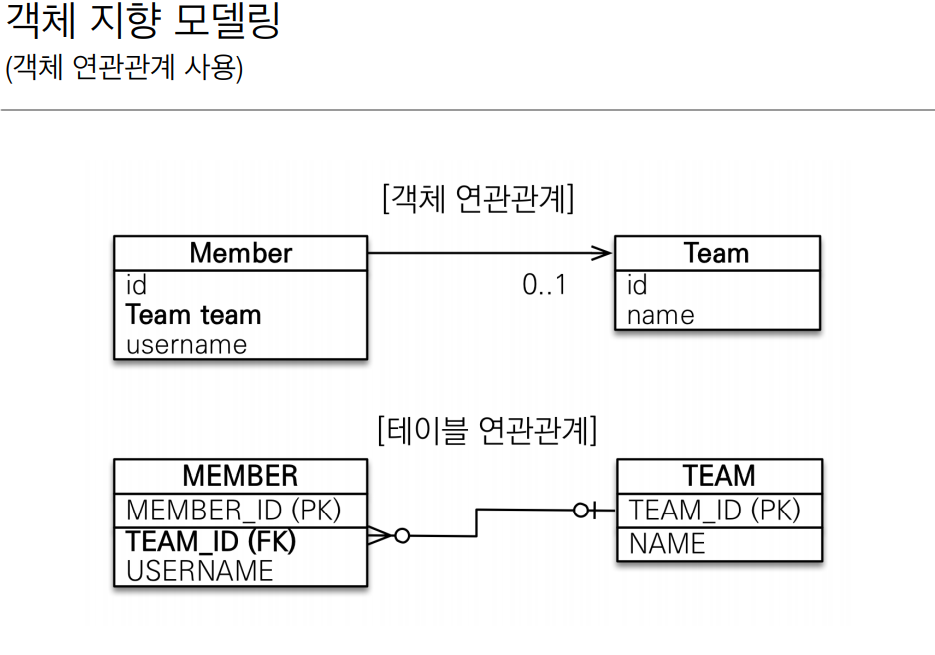 객체 지향 모델링
(객체 연관관계 사용)
[객체 연관관계]
Member
id
Team team
username
0..1
Team
id
name
[테이블 연관관계]
MEMBER
MEMBER_ID (PK)
TEAM_ID (FK)
USERNAME
TEAM
TEAM_ID (PK)
NAME